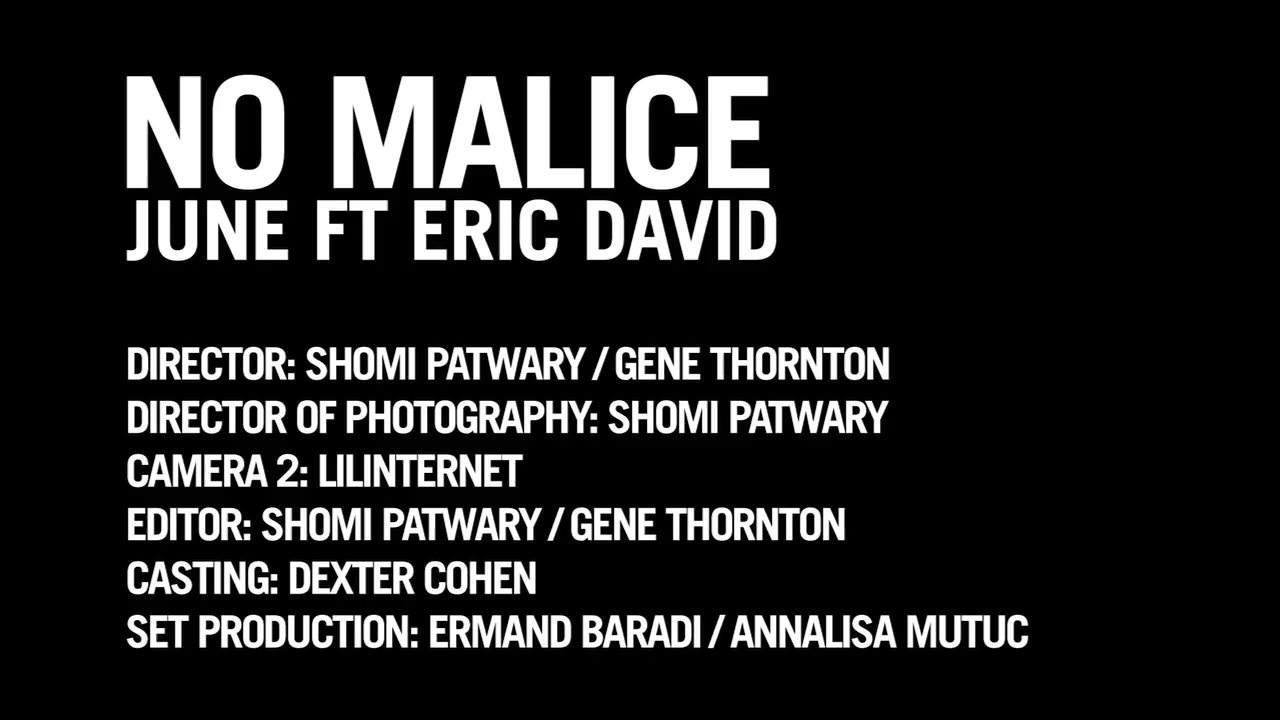 NO MALICE
JUNE FT ERIC DAVID
DIRECTOR: SHOMI PATWARY / GENE THORNTON
DIRECTOR OF PHOTOGRAPHY: SHOMI PATWARY
CAMERA 2: LILINTERNET
EDITOR: SHOMI PATWARY / GENE THORNTON
CASTING: DEXTER COHEN
SET PRODUCTION: ERMAND BARADI / ANNALISA MUTUC